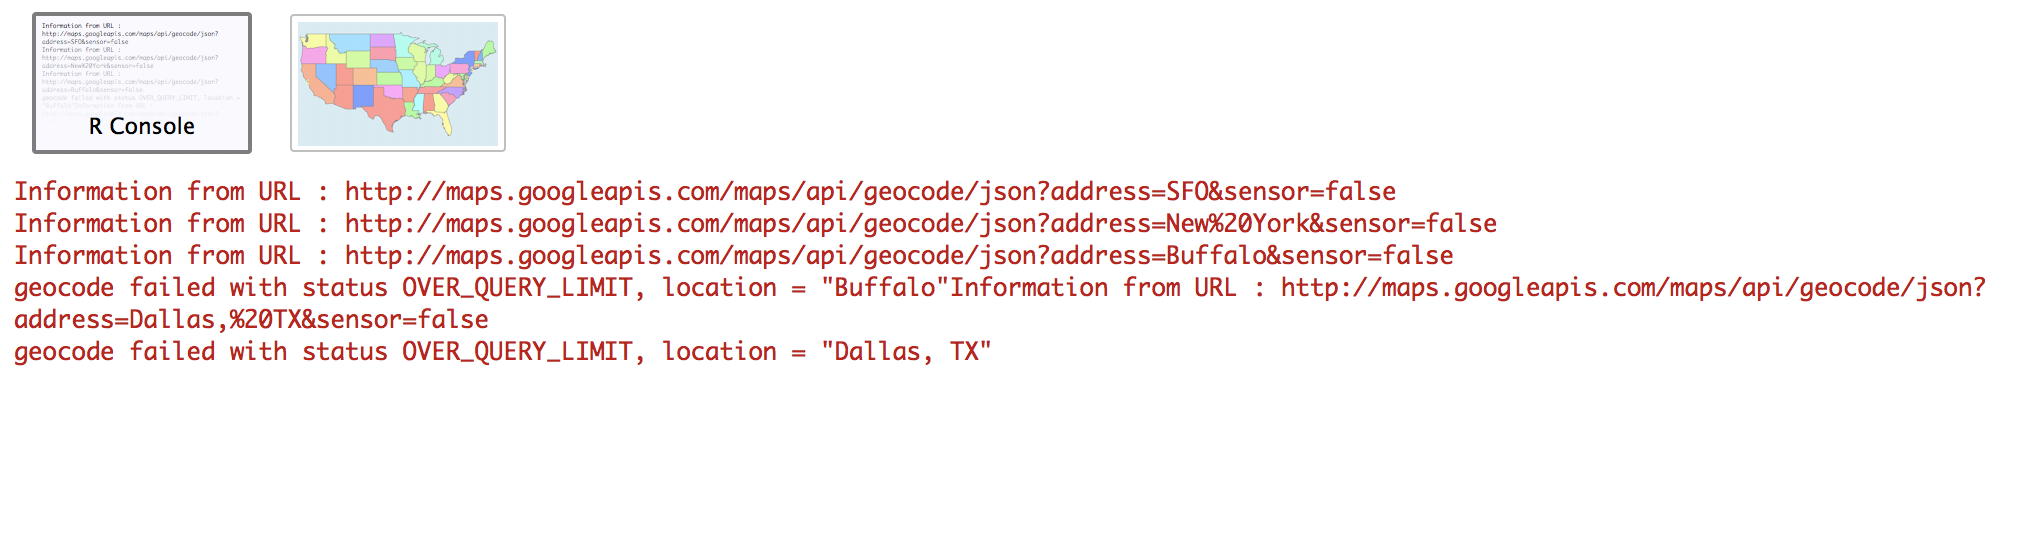 Information from URL :
http://maps.googleapis.com/maps/api/geocode/json?
address=SFO&sensor=false
Information from URL :
http://maps.googleapis.com/maps/api/geocode/json?
address=New%20York&sensor=false
Information from URL :
http://maps.googleapis.com/maps/api/geocode/json?
address=Buffalo&sensor=false
geocode failed with status OVER_QUERY_LIMIT, location =
"Buffalo"Information from URL :
R Console
Information from URL : http://maps.googleapis.com/maps/api/geocode/json?address=SFO&sensor=false
Information from URL : http://maps.googleapis.com/maps/api/geocode/json?address=New%20York&sensor=false
Information from URL : http://maps.googleapis.com/maps/api/geocode/json?address=Buffalo&sensor=false
geocode failed with status OVER_QUERY_LIMIT, location = "Buffalo"Information from URL : http://maps.googleapis.com/maps/api/geocode/json?
address=Dallas,%20TX&sensor=false
geocode failed with status OVER_QUERY_LIMIT, location = "Dallas, TX"